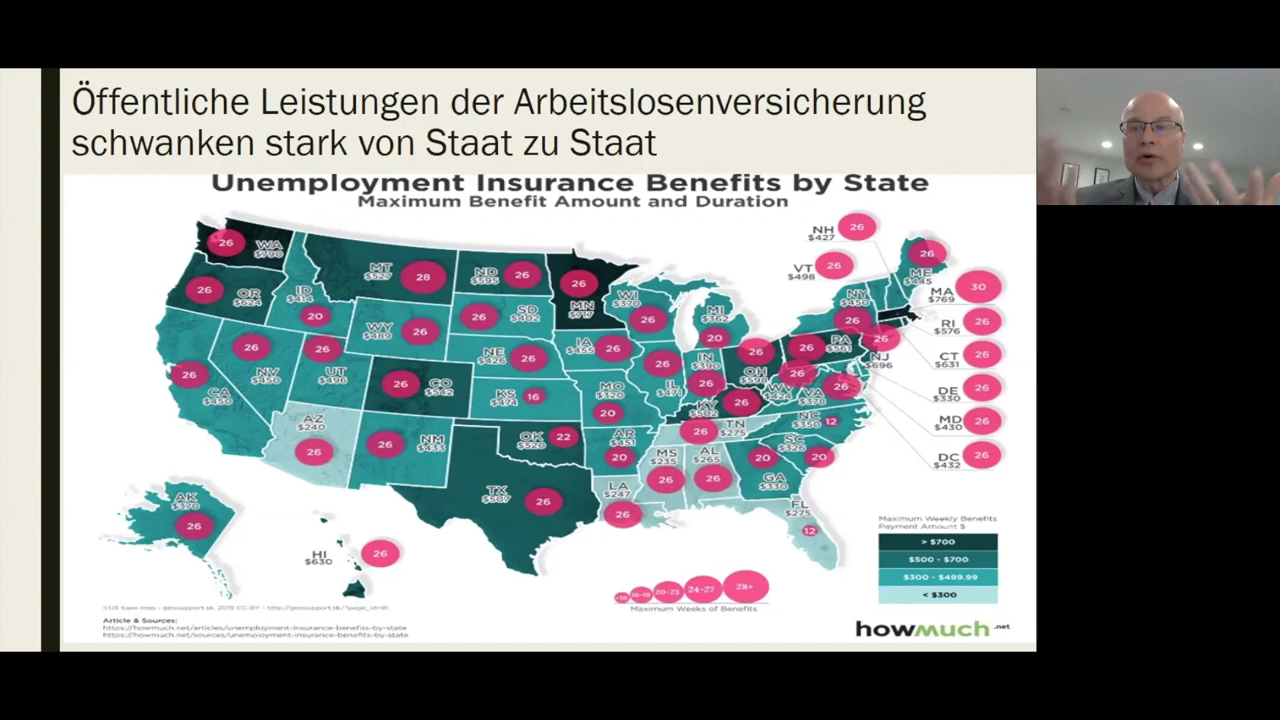 Öffentliche Leistungen der Arbeitslosenversicherung
schwanken stark von Staat zu Staat
Unemployment Insurance Benefits by State
Maximum Benefit Amount and Duration
26
WA
$790
26
OR
$624
ID
$414
20
MT
$527
28
ND
$595
26
26
MN
$717
26
SD
$402
WY
$489
26
WI
$370
26
MI
$362
20
26
NV
$450
26
UT
$496
26
CA
$450
26
CO
$542
NE
$426
26
IA
$455
26
KS
$474
16
MO
$320
20
26
IL
$471
IN
$390
26
26
OH
$598
26
PA
$561
NY
$450
26
26
NJ
$696
26
WV
$424
26
VA
$378
KY
$502
26
TN
$275
26
NC
$350
12
SC
$326
20
20
GA
$330
AL
$265
26
MS
$235
26
AR
$451
20
LA
$247
26
OK
$520
22
TX
$507
26
26
NM
$433
AZ
$240
26
FL
$275
12
AK
$370
26
HI
$630
26
NH
$427
26
VT
$498
26
26
ME
$445
MA
$769
30
RI
$576
26
CT
$631
26
DE
$330
26
MD
$430
26
DC
$432
26
Maximum Weekly Benefits
Payment Amount $
> $700
$500 - $700
$300 - $499.99
< $300
20-23
24-27
28+
Maximum Weeks of Benefits
Article & Sources:
https://howmuch.net/articles/unemployment-insurance-benefits-by-state
https://howmuch.net/sources/unemployment-insurance-benefits-by-state
howmuch.net